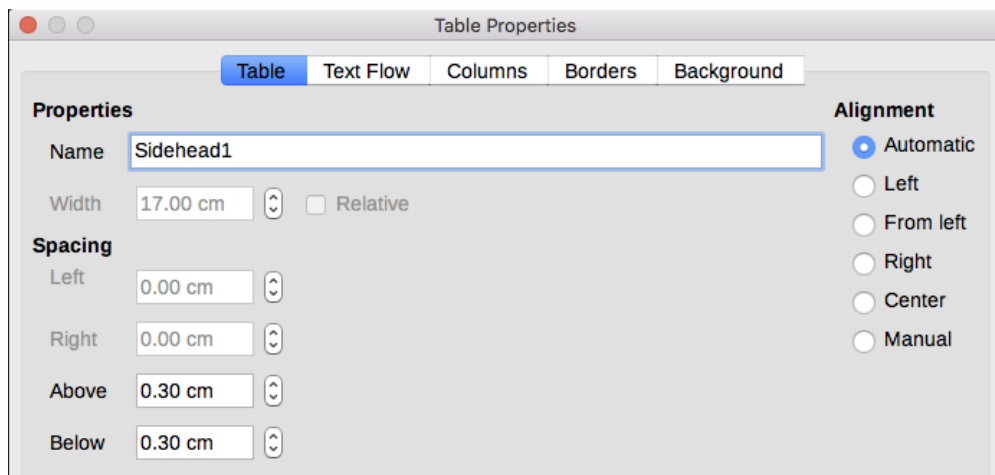 Table Properties
Table Text Flow Columns Borders Background
Properties
Name Sidehead1
Width 17.00 cm Relative
Spacing
Left 0.00 cm
Right 0.00 cm
Above 0.30 cm
Below 0.30 cm
Alignment
Automatic
Left
From left
Right
Center
Manual